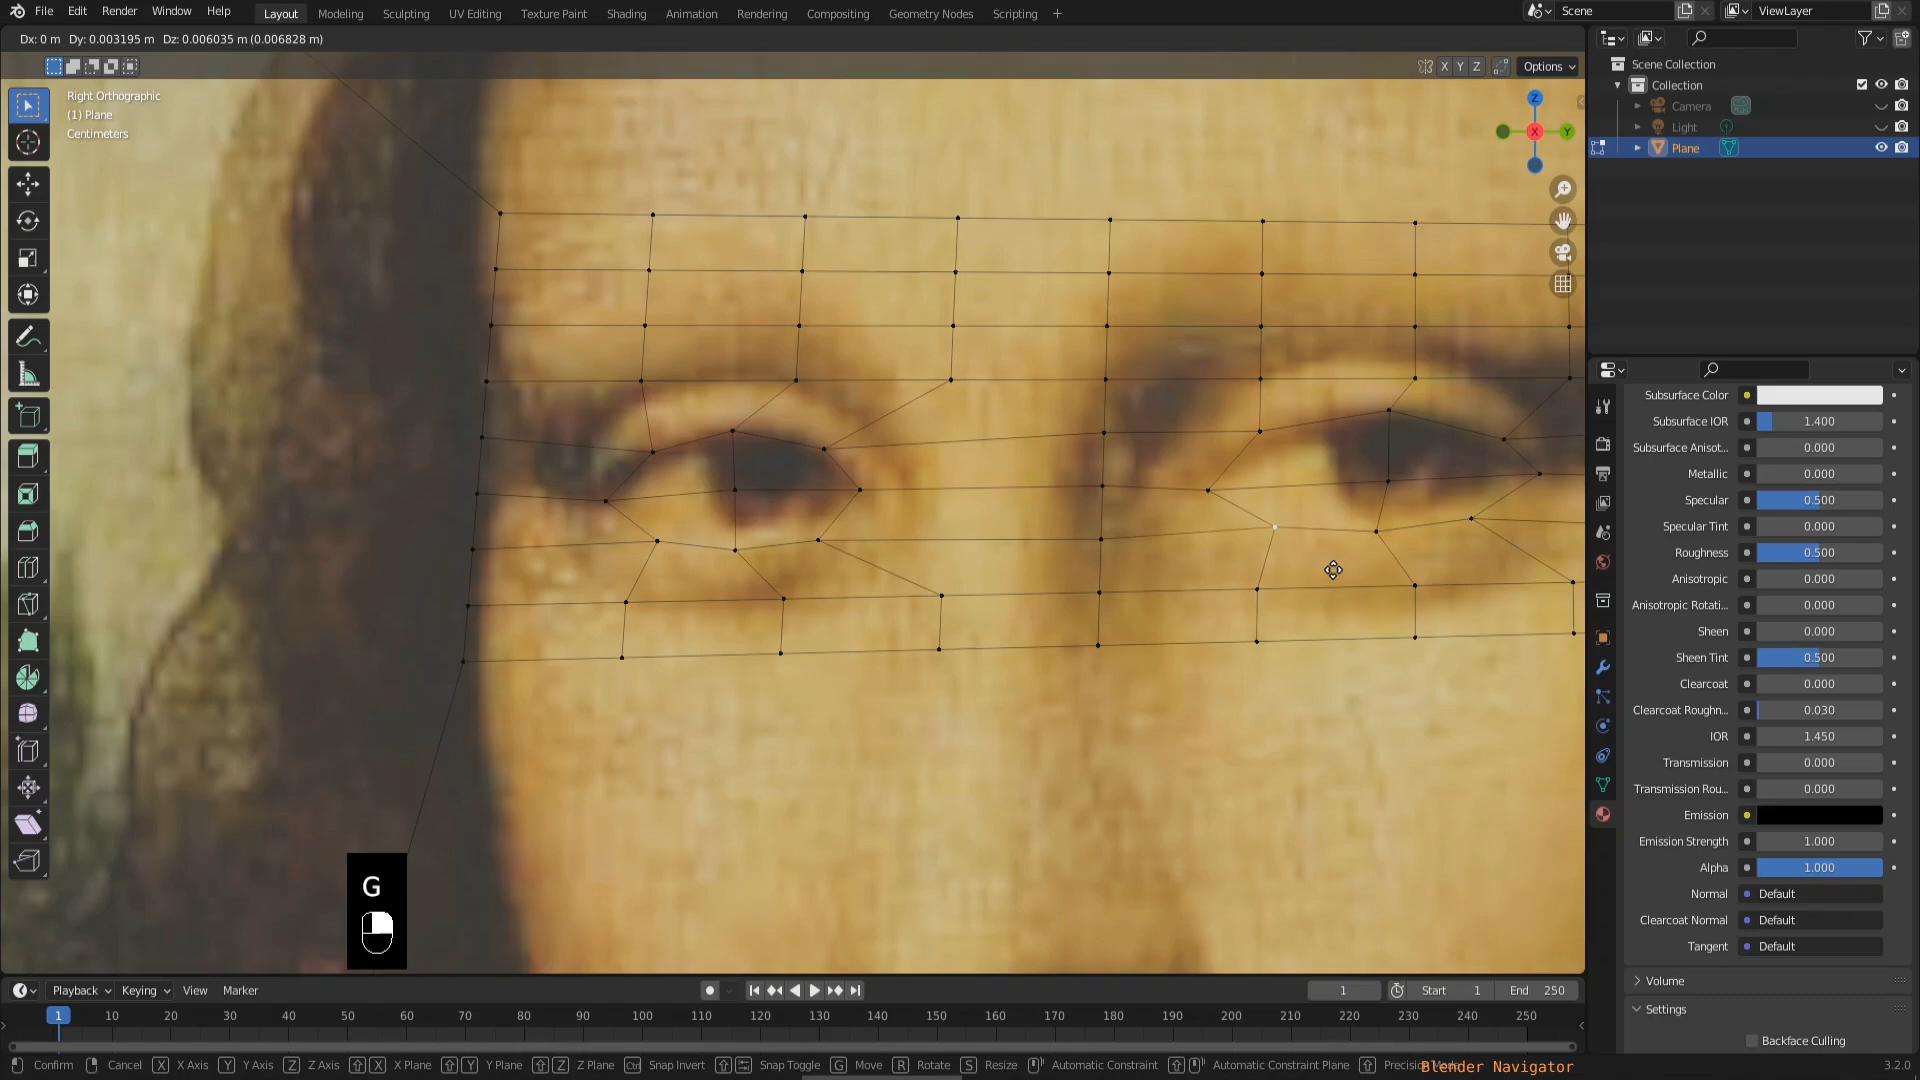 File Edit Render Window Help Layout Modeling Sculpting UV Editing Texture Paint Shading Animation Rendering Compositing Geometry Nodes Scripting + Scene ViewLayer
Dx: 0 m Dy: 0.003195 m Dz: 0.006035 m (0.006828 m)
X Y Z Options
Right Orthographic
(1) Plane
Centimeters
Z
X
Y
Scene Collection
Collection
Camera
Light
Plane
Subsurface Color
Subsurface IOR 1.400
Subsurface Anisot... 0.000
Metallic 0.000
Specular 0.500
Specular Tint 0.000
Roughness 0.500
Anisotropic 0.000
Anisotropic Rotati... 0.000
Sheen 0.000
Sheen Tint 0.500
Clearcoat 0.000
Clearcoat Roughn... 0.030
IOR 1.450
Transmission 0.000
Transmission Rou... 0.000
Emission
Emission Strength 1.000
Alpha 1.000
Normal Default
Clearcoat Normal Default
Tangent Default
Volume
Settings
Backface Culling
G
Playback Keying View Marker 1 Start 1 End 250
1 10 20 30 40 50 60 70 80 90 100 110 120 130 140 150 160 170 180 190 200 210 220 230 240 250
Confirm Cancel X X Axis Y Y Axis Z Z Axis X X Plane Y Y Plane Z Z Plane Ctrl Snap Invert Snap Toggle G Move R Rotate S Resize Automatic Constraint Automatic Constraint Plane
Blender Navigator
3.2.0